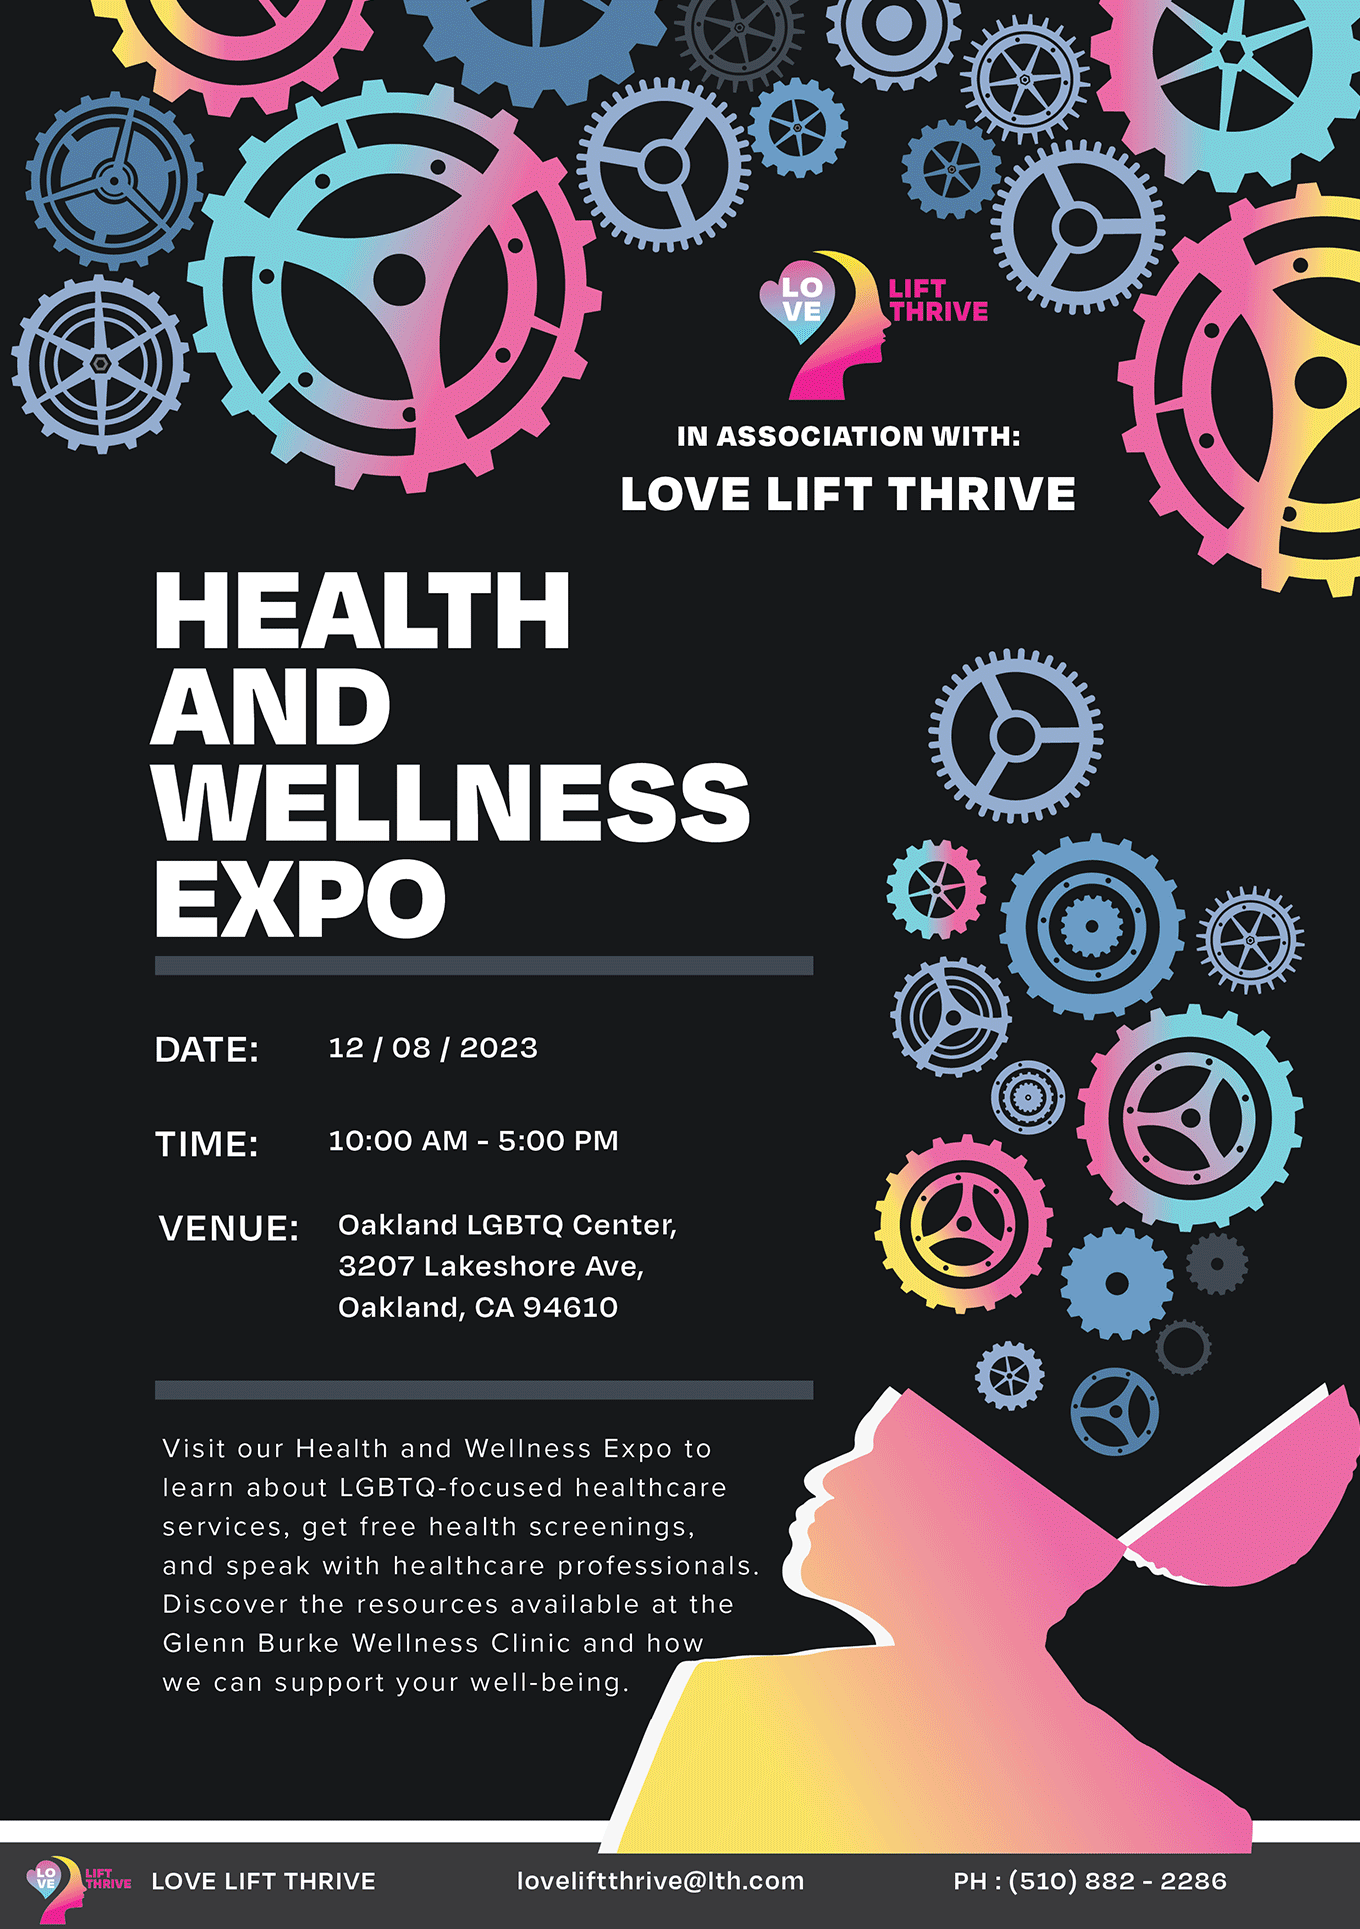 LO
VE
LIFT
THRIVE
IN ASSOCIATION WITH:
LOVE LIFT THRIVE
HEALTH
AND
WELLNESS
EXPO
DATE: 12 / 08 / 2023
TIME: 10:00 AM - 5:00 PM
VENUE: Oakland LGBTQ Center,
3207 Lakeshore Ave,
Oakland, CA 94610
Visit our Health and Wellness Expo to
learn about LGBTQ-focused healthcare
services, get free health screenings,
and speak with healthcare professionals.
Discover the resources available at the
Glenn Burke Wellness Clinic and how
we can support your well-being.
LO
VE
LIFT
THRIVE
LOVE LIFT THRIVE loveliftthrive@lth.com PH : (510) 882 - 2286